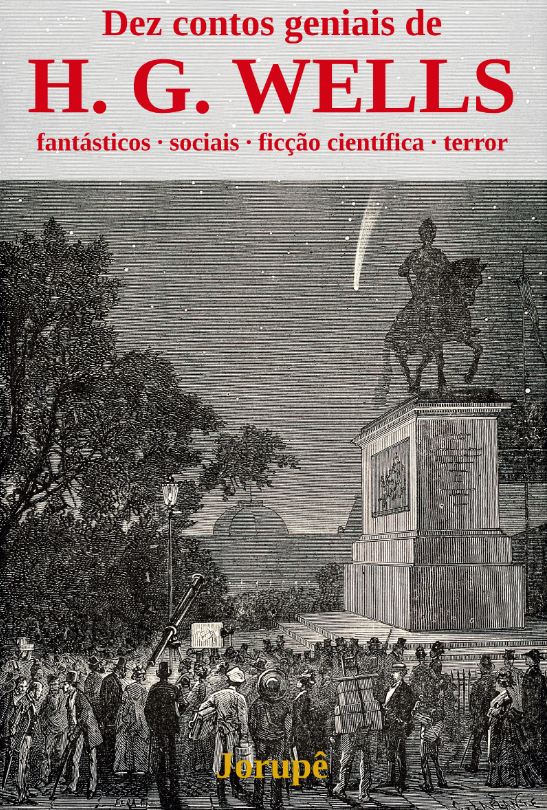 Dez contos geniais de
H. G. WELLS
fantásticos · sociais · ficção científica · terror
Jorupê